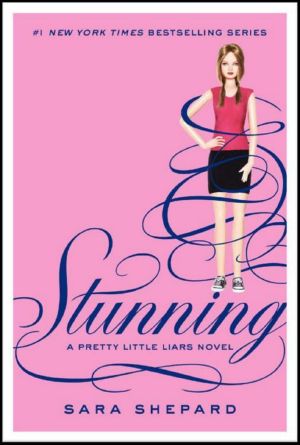 #1 NEW YORK TIMES BESTSELLING SERIES
Stunning
A PRETTY LITTLE LIARS NOVEL
SARA SHEPARD